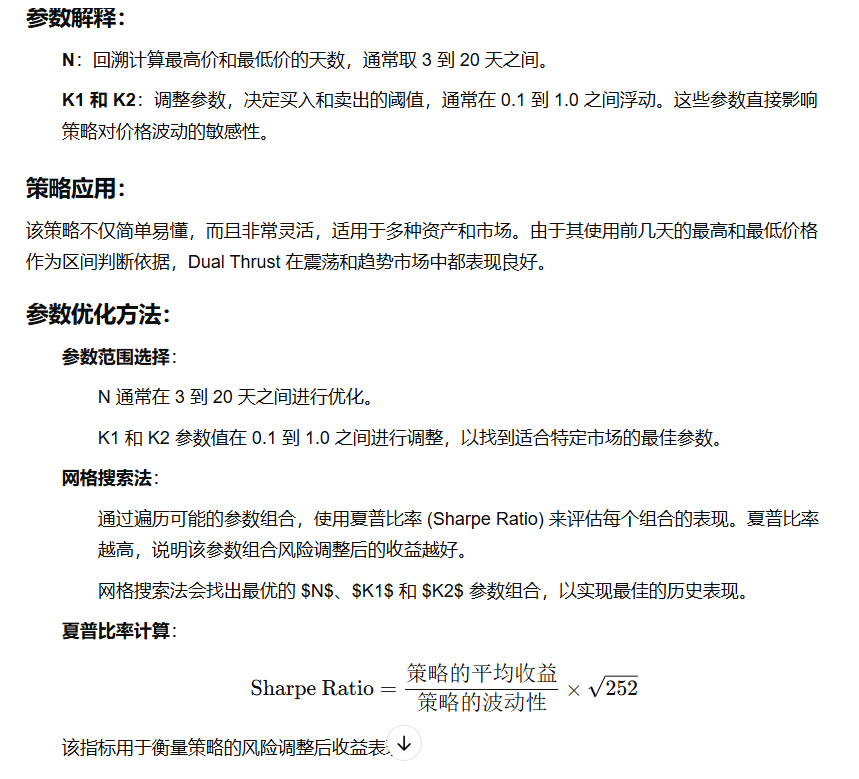 参数解释：
N：回溯计算最高价和最低价的天数，通常取 3 到 20 天之间。
K1 和 K2：调整参数，决定买入和卖出的阈值，通常在 0.1 到 1.0 之间浮动。这些参数直接影响
策略对价格波动的敏感性。
策略应用：
该策略不仅简单易懂，而且非常灵活，适用于多种资产和市场。由于其使用前几天的最高和最低价格
作为区间判断依据，Dual Thrust 在震荡和趋势市场中都表现良好。
参数优化方法：
参数范围选择：
N 通常在 3 到 20 天之间进行优化。
K1 和 K2 参数值在 0.1 到 1.0 之间进行调整，以找到适合特定市场的最佳参数。
网格搜索法：
通过遍历可能的参数组合，使用夏普比率 (Sharpe Ratio) 来评估每个组合的表现。夏普比率
越高，说明该参数组合风险调整后的收益越好。
网格搜索法会找出最优的 $N$、$K1$ 和 $K2$ 参数组合，以实现最佳的历史表现。
夏普比率计算：
Sharpe Ratio = 策略的平均收益 / 策略的波动性 × √252
该指标用于衡量策略的风险调整后收益